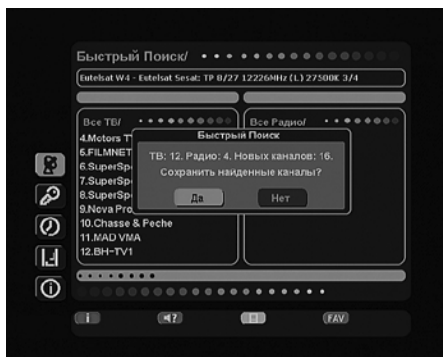 Быстрый Поиск/
Eutelsat W4 - Eutelsat Sesat: TP 8/27 12226MHz (L) 27500K 3/4
Все ТВ/
Все Радио/
4.Motors T
5.FILMNET
6.SuperSp
7.SuperSp
8.SuperSp
9.Nova Pro
10.Chasse & Peche
11.MAD VMA
12.BH-TV1
Быстрый Поиск
ТВ: 12. Радио: 4. Новых каналов: 16.
Сохранить найденные каналы?
Да
Нет
i
?
FAV